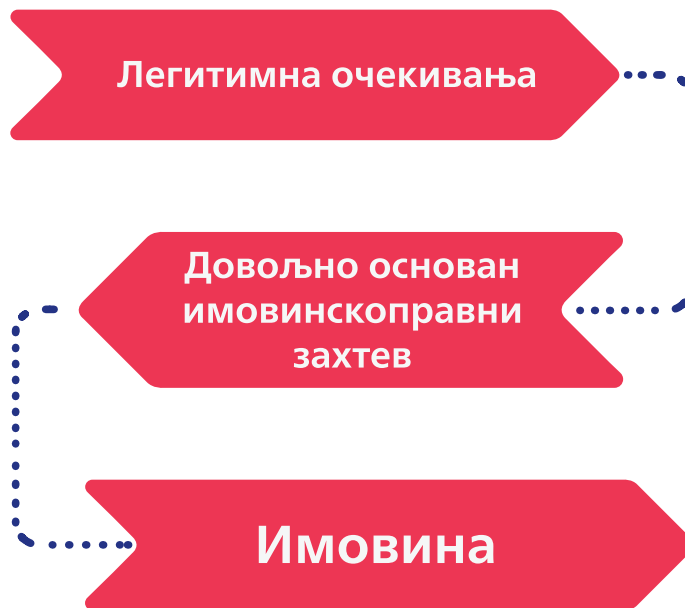 Легитимна очекивања
Довољно основан
имовинскоправни
захтев
Имовина